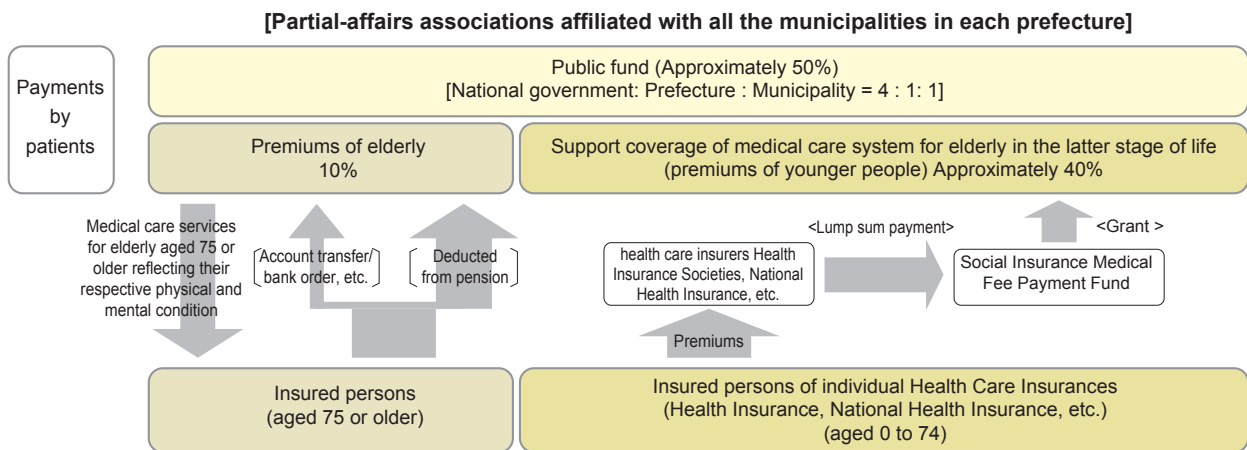 [Partial-affairs associations affiliated with all the municipalities in each prefecture]
Payments
by
patients
Public fund (Approximately 50%)
[National government: Prefecture : Municipality = 4 : 1: 1]
Premiums of elderly
10%
Support coverage of medical care system for elderly in the latter stage of life
(premiums of younger people) Approximately 40%
Medical care services
for elderly aged 75 or
older reflecting their
respective physical and
mental condition
[Account transfer/
bank order, etc.]
[Deducted
from pension]
health care insurers Health
Insurance Societies, National
Health Insurance, etc.
<Lump sum payment>
<Grant >
Social Insurance Medical
Fee Payment Fund
Premiums
Insured persons
(aged 75 or older)
Insured persons of individual Health Care Insurances
(Health Insurance, National Health Insurance, etc.)
(aged 0 to 74)